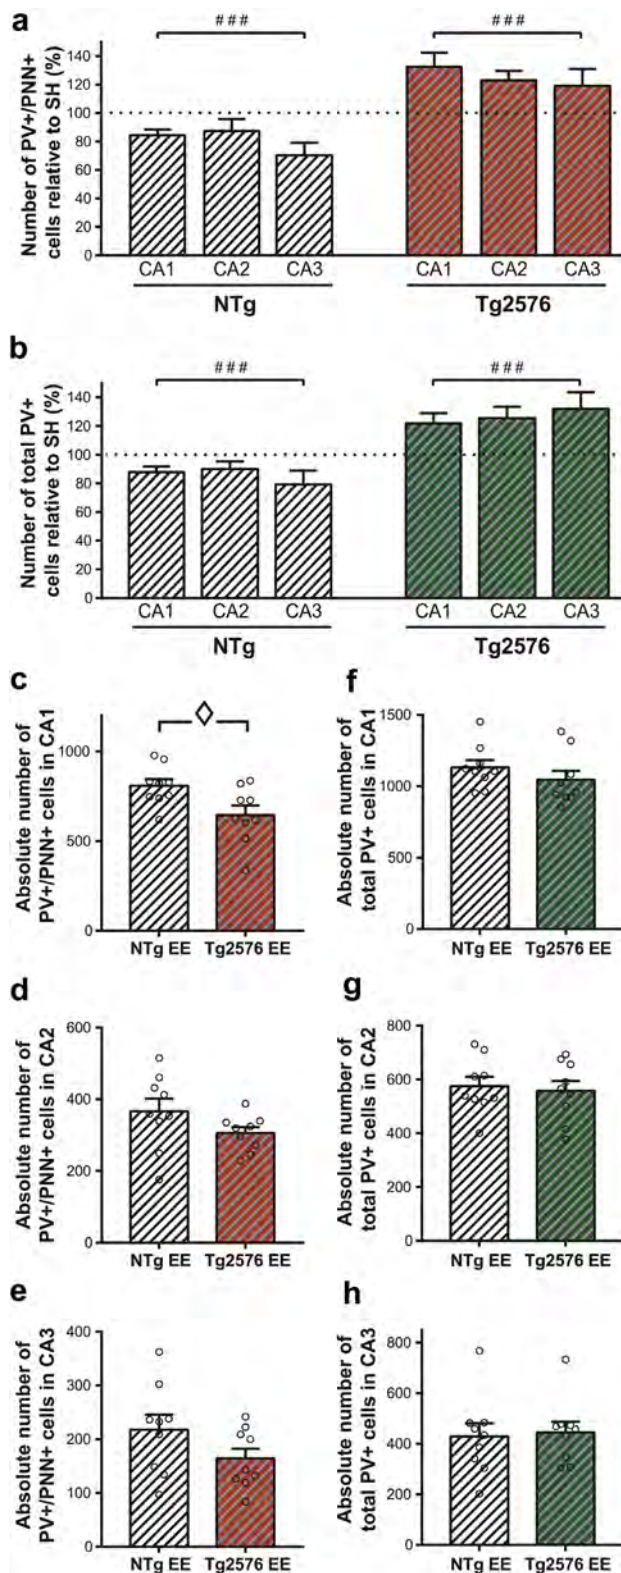 a
Number of PV+/PNN+
cells relative to SH (%)
140
120
100
80
60
40
20
0
# # #
# # #
CA1 CA2 CA3 CA1 CA2 CA3
NTg Tg2576
b
Number of total PV+
cells relative to SH (%)
140
120
100
80
60
40
20
0
# # #
# # #
CA1 CA2 CA3 CA1 CA2 CA3
NTg Tg2576
c
Absolute number of
PV+/PNN+ cells in CA1
1000
500
0
NTg EE Tg2576 EE
f
Absolute number of
total PV+ cells in CA1
1500
1000
500
0
NTg EE Tg2576 EE
d
Absolute number of
PV+/PNN+ cells in CA2
600
400
200
0
NTg EE Tg2576 EE
g
Absolute number of
total PV+ cells in CA2
800
600
400
200
0
NTg EE Tg2576 EE
e
Absolute number of
PV+/PNN+ cells in CA3
400
300
200
100
0
NTg EE Tg2576 EE
h
Absolute number of
total PV+ cells in CA3
800
600
400
200
0
NTg EE Tg2576 EE